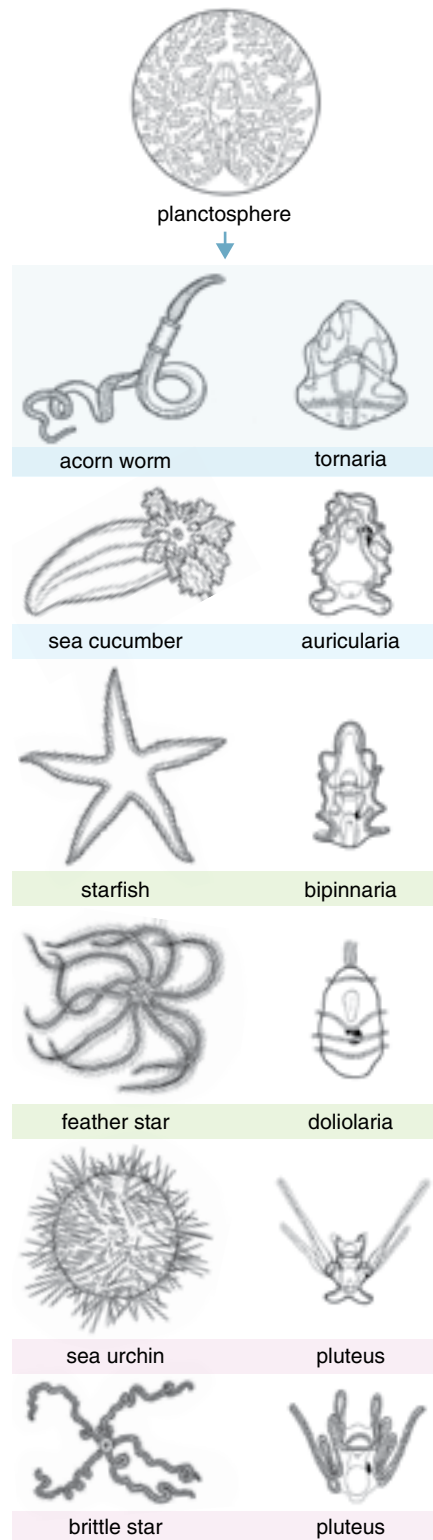 planctosphere
acorn worm tornaria
sea cucumber auricularia
starfish bipinnaria
feather star doliolaria
sea urchin pluteus
brittle star pluteus